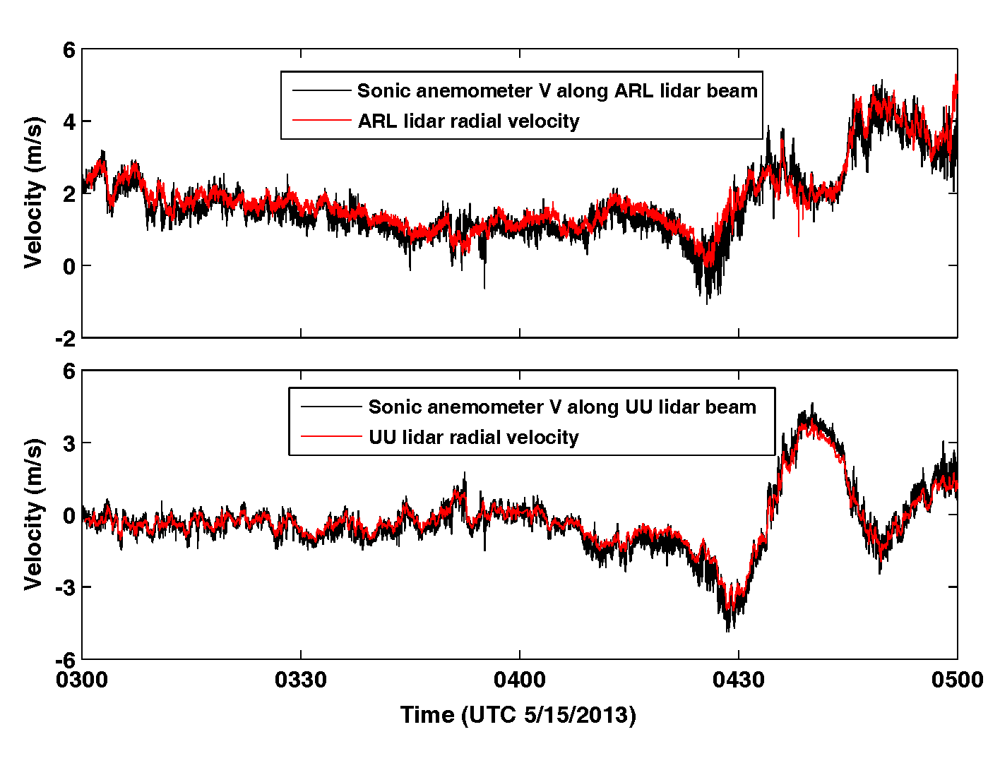 6
4
2
0
-2
Velocity (m/s)
Sonic anemometer V along ARL lidar beam
ARL lidar radial velocity
6
3
0
-3
-6
Velocity (m/s)
Sonic anemometer V along UU lidar beam
UU lidar radial velocity
0300 0330 0400 0430 0500
Time (UTC 5/15/2013)